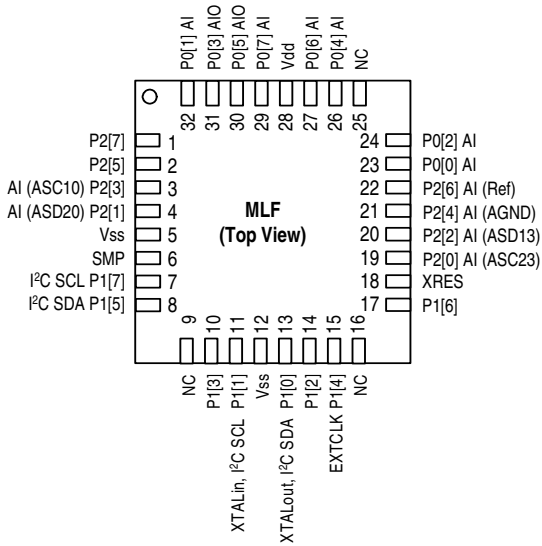 P0[1] AI
P0[3] AIO
P0[5] AIO
P0[7] AI
Vdd
P0[6] AI
P0[4] AI
NC
32
31
30
29
28
27
26
25
P2[7] 1
P2[5] 2
AI (ASC10) P2[3] 3
AI (ASD20) P2[1] 4
Vss 5
SMP 6
I²C SCL P1[7] 7
I²C SDA P1[5] 8
MLF
(Top View)
24 P0[2] AI
23 P0[0] AI
22 P2[6] AI (Ref)
21 P2[4] AI (AGND)
20 P2[2] AI (ASD13)
19 P2[0] AI (ASC23)
18 XRES
17 P1[6]
9
10
11
12
13
14
15
16
NC
P1[3]
XTALin, I²C SCL P1[1]
Vss
XTALout, I²C SDA P1[0]
P1[2]
EXTCLK P1[4]
NC